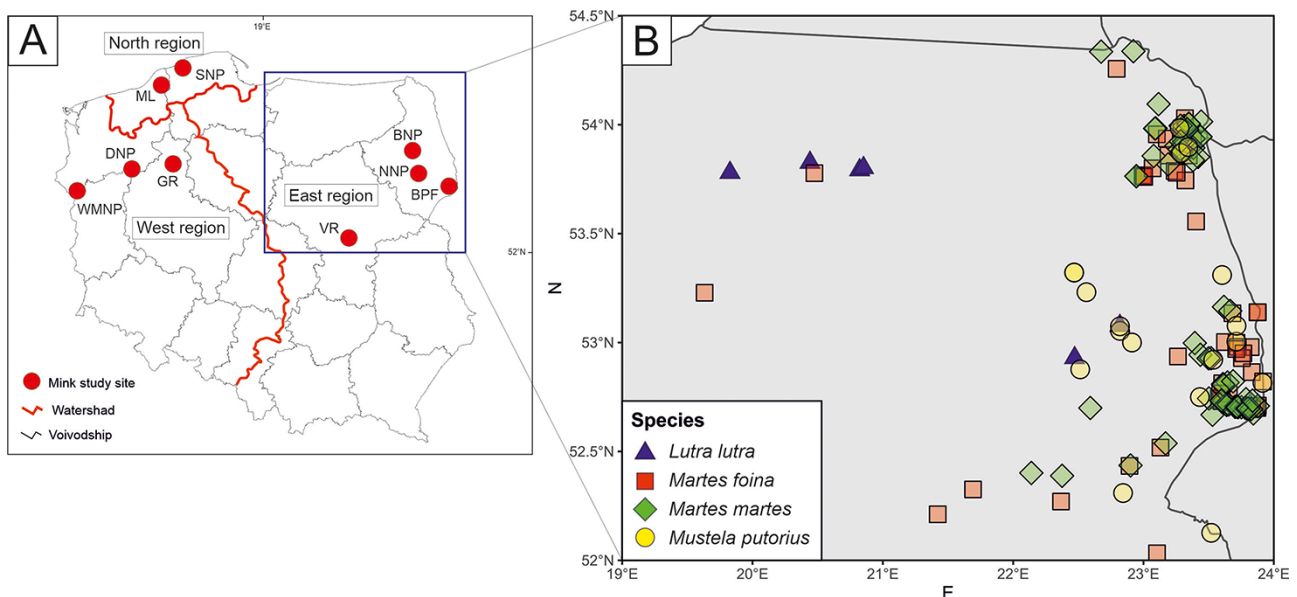 A
19°E
North region
SNP
ML
BNP
DNP
NNP
GR
BPF
East region
WMNP
West region
VR
52°N
Mink study site
Watershad
Voivodship
B
54.5°N
54°N
53.5°N
N
53°N
52.5°N
52°N
Species
Lutra lutra
Martes foina
Martes martes
Mustela putorius
19°E
20°E
21°E
22°E
23°E
24°E
E